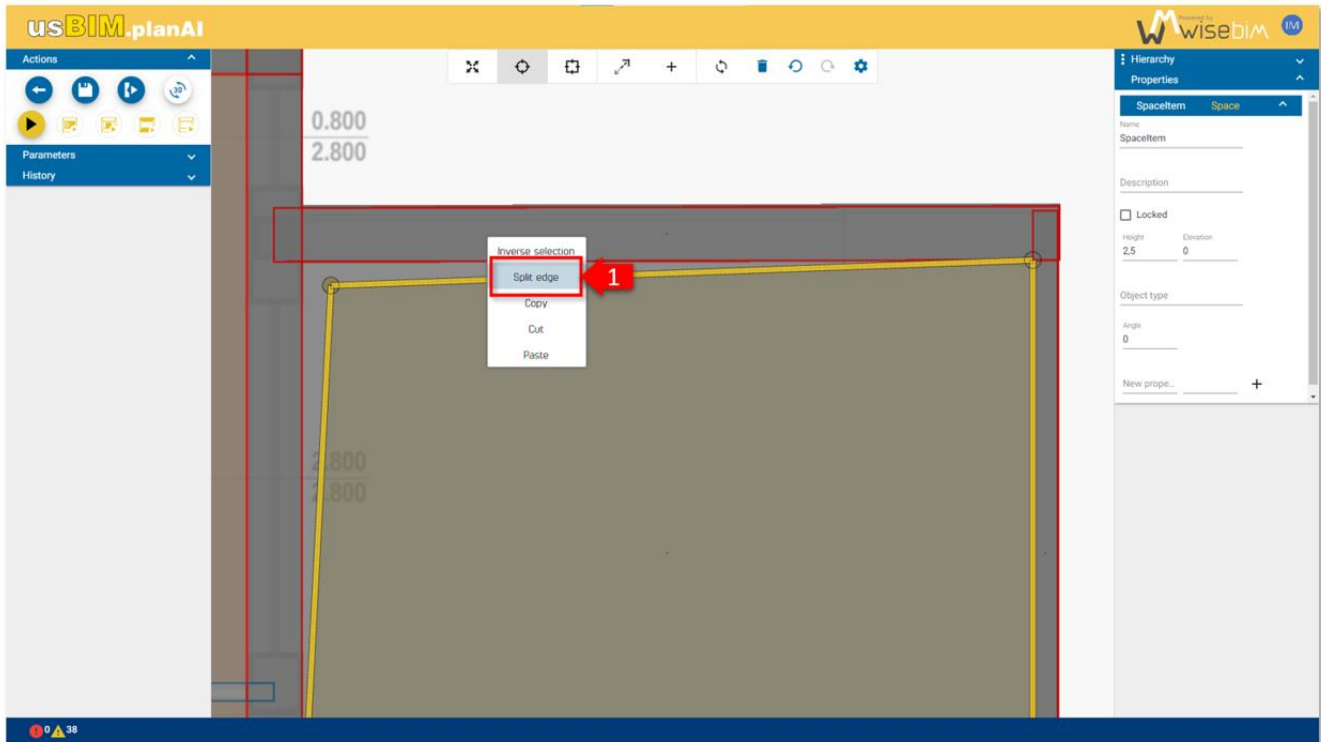 usBIM.planAI
Powered by
wisebim
IM
Actions
3D
Parameters
History
0.800
2.800
Inverse selection
Split edge
1
Copy
Cut
Paste
2.800
2.800
Hierarchy
Properties
SpaceItem Space
Name
SpaceItem
Description
Locked
Height Elevation
2,5 0
Object type
Angle
0
New prope...
0 38